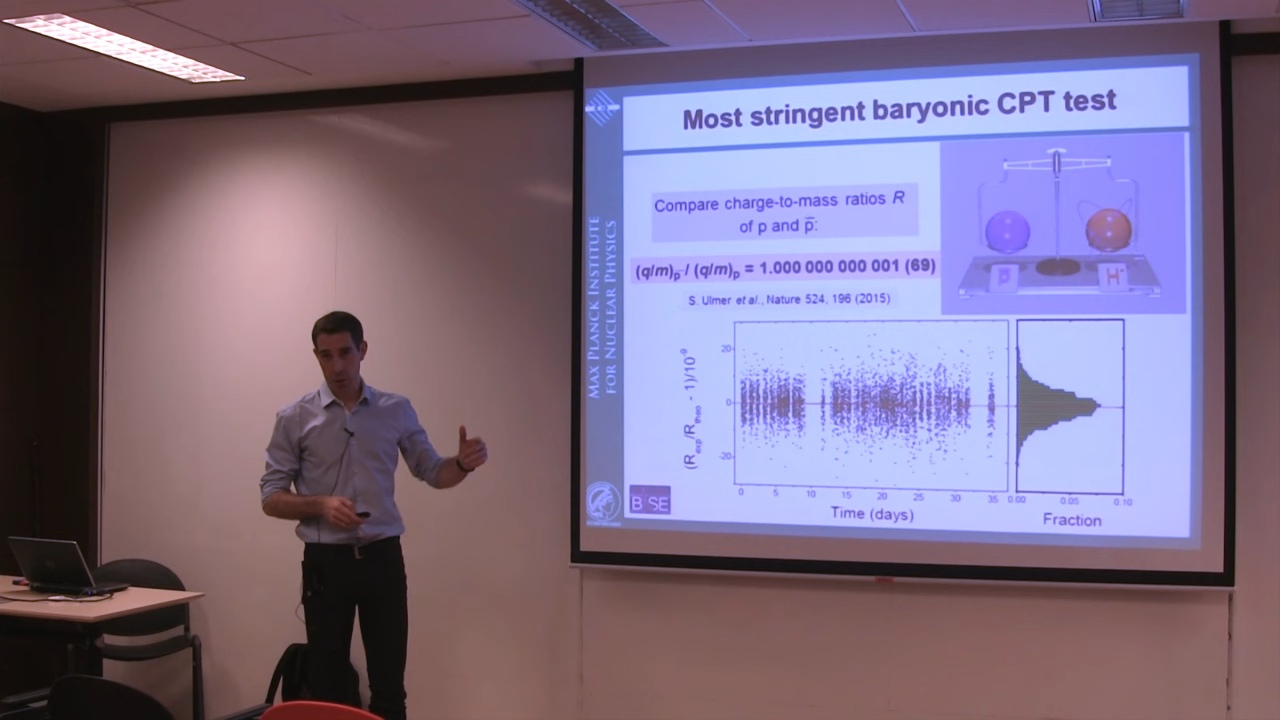 Most stringent baryonic CPT test
MAX PLANCK INSTITUTE
FOR NUCLEAR PHYSICS
Compare charge-to-mass ratios R
of p and p̅:
(q/m)p̅ / (q/m)p = 1.000 000 000 001 (69)
S. Ulmer et al., Nature 524, 196 (2015)
H⁻
(Rexp/Rtheo - 1)/10⁻⁹
20
0
-20
0 5 10 15 20 25 30 35
Time (days)
0.00 0.05 0.10
Fraction
B SE